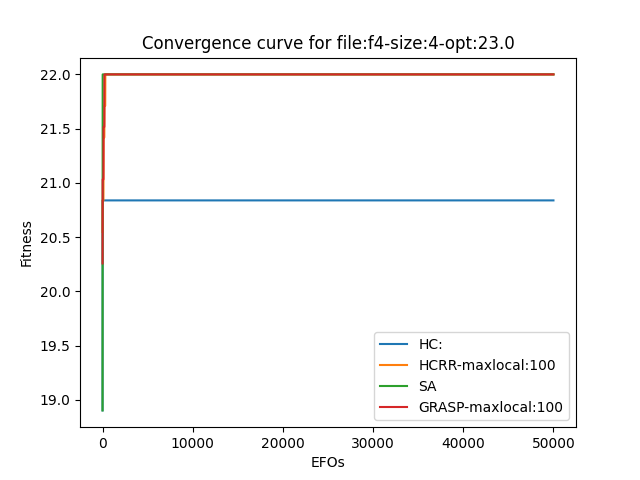 Convergence curve for file:f4-size:4-opt:23.0
22.0
21.5
21.0
20.5
20.0
19.5
19.0
Fitness
0
10000
20000
30000
40000
50000
EFOs
HC:
HCRR-maxlocal:100
SA
GRASP-maxlocal:100